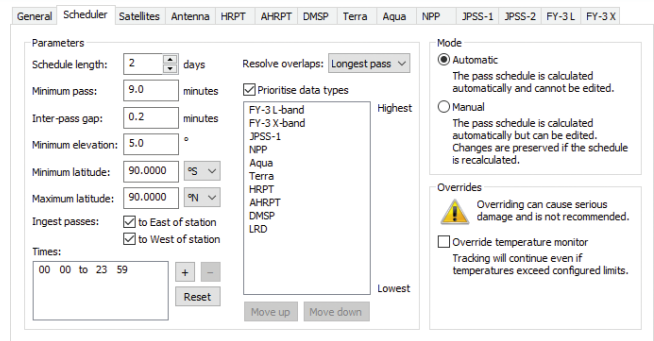 General Scheduler Satellites Antenna HRPT AHRPT DMSP Terra Aqua NPP JPSS-1 JPSS-2 FY-3 L FY-3 X
Parameters
Schedule length: 2 days
Minimum pass: 9.0 minutes
Inter-pass gap: 0.2 minutes
Minimum elevation: 5.0 °
Minimum latitude: 90.0000 °S
Maximum latitude: 90.0000 °N
Ingest passes: to East of station
to West of station
Times:
00 00 to 23 59
+ −
Reset
Resolve overlaps: Longest pass
Prioritise data types
FY-3 L-band Highest
FY-3 X-band
JPSS-1
NPP
Aqua
Terra
HRPT
AHRPT
DMSP
LRD
Lowest
Move up Move down
Mode
Automatic
The pass schedule is calculated
automatically and cannot be edited.
Manual
The pass schedule is calculated
automatically but can be edited.
Changes are preserved if the schedule
is recalculated.
Overrides
Overriding can cause serious
damage and is not recommended.
Override temperature monitor
Tracking will continue even if
temperatures exceed configured limits.